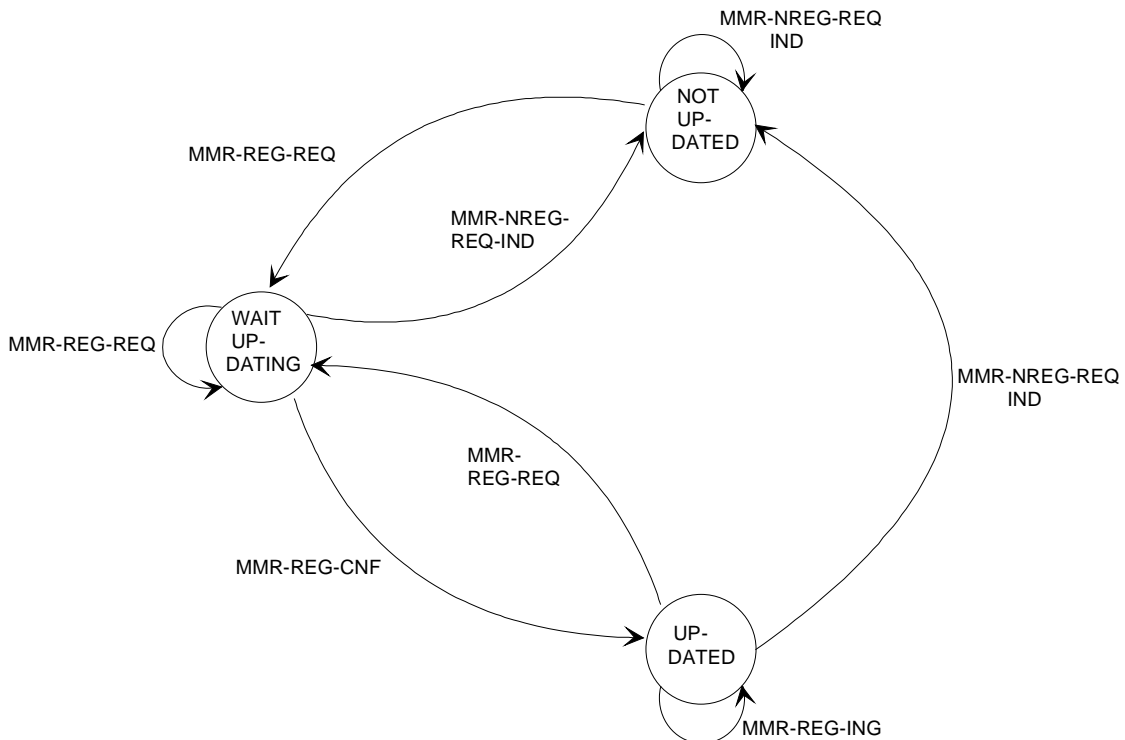 MMR-NREG-REQ
IND
NOT
UP-
DATED
MMR-REG-REQ
MMR-NREG-
REQ-IND
WAIT
UP-
DATING
MMR-REG-REQ
MMR-NREG-REQ
IND
MMR-
REG-REQ
MMR-REG-CNF
UP-
DATED
MMR-REG-ING